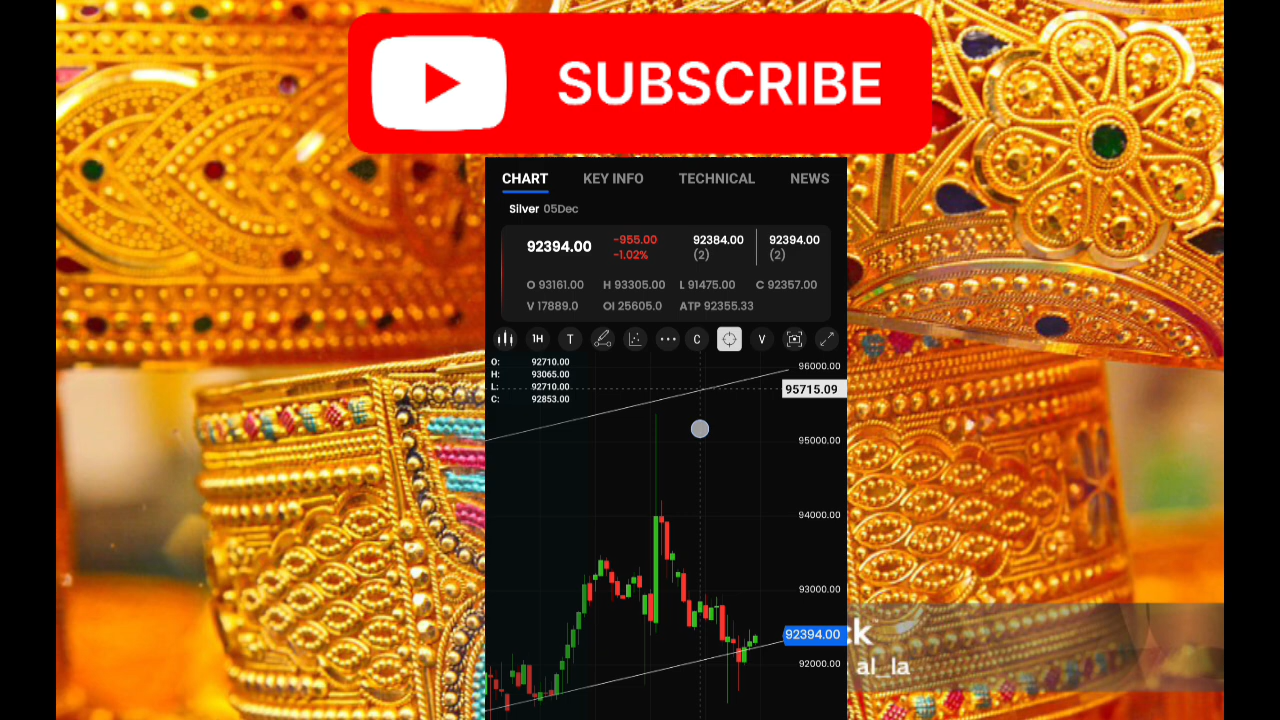 SUBSCRIBE
CHART KEY INFO TECHNICAL NEWS
Silver 05Dec
92394.00 -955.00 92384.00 92394.00
-1.02% (2) (2)
O 93161.00 H 93305.00 L 91475.00 C 92357.00
V 17889.0 OI 25605.0 ATP 92355.33
1H T C V
O: 92710.00
H: 93065.00
L: 92710.00
C: 92853.00
96000.00
95715.09
95000.00
94000.00
93000.00
92394.00
92000.00
ck
al_la